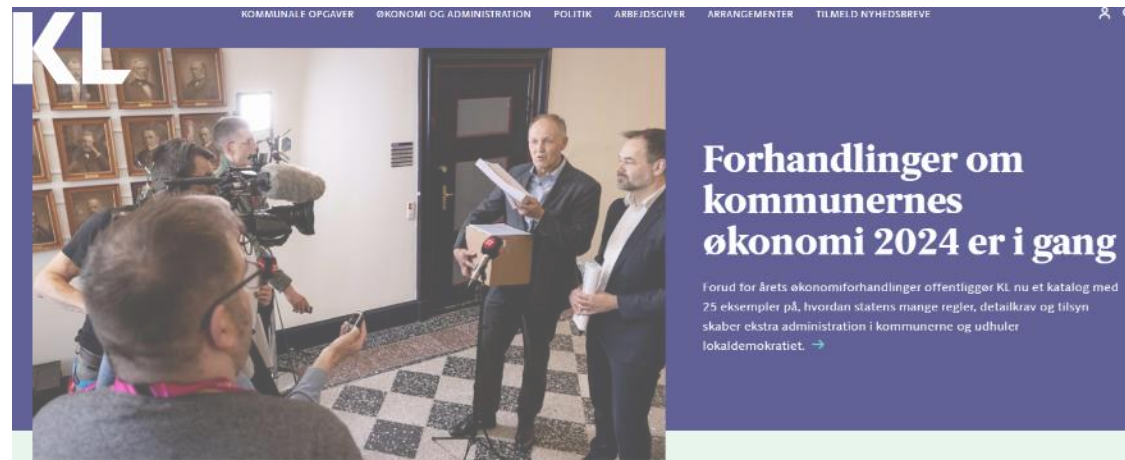 KL
KOMMUNALE OPGAVER ØKONOMI OG ADMINISTRATION POLITIK ARBEJDSGIVER ARRANGEMENTER TILMELD NYHEDSBREVE
Forhandlinger om
kommunernes
økonomi 2024 er i gang
Forud for årets økonomiforhandlinger offentliggør KL nu et katalog med
25 eksempler på, hvordan statens mange regler, detailkrav og tilsyn
skaber ekstra administration i kommunerne og udhuler
lokaldemokratiet. →